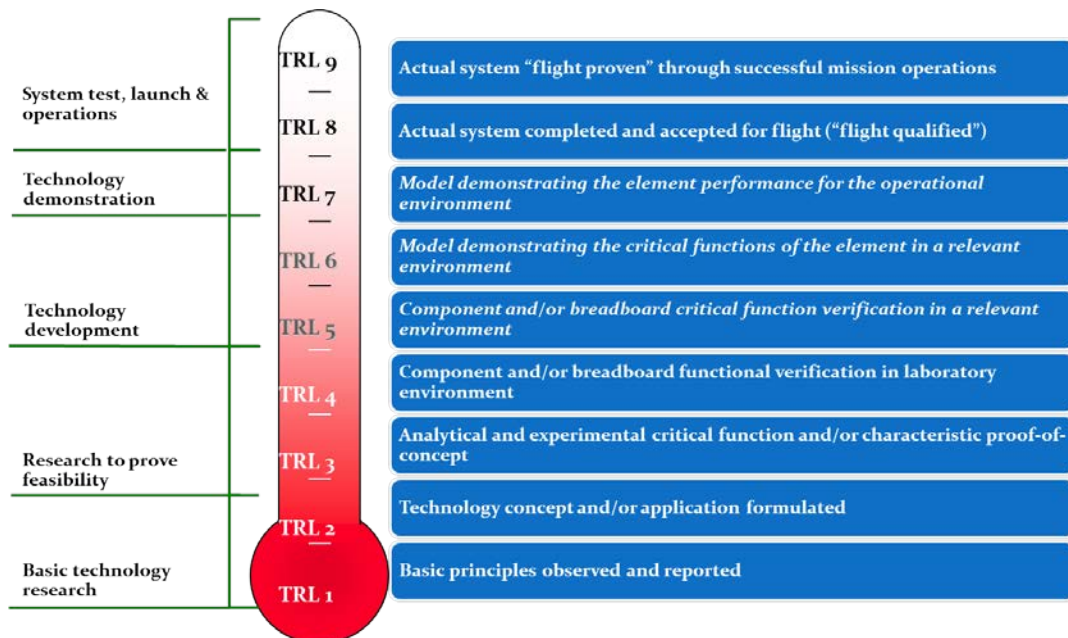 System test, launch &
operations
Technology
demonstration
Technology
development
Research to prove
feasibility
Basic technology
research
TRL 9
TRL 8
TRL 7
TRL 6
TRL 5
TRL 4
TRL 3
TRL 2
TRL 1
Actual system “flight proven” through successful mission operations
Actual system completed and accepted for flight (“flight qualified”)
Model demonstrating the element performance for the operational
environment
Model demonstrating the critical functions of the element in a relevant
environment
Component and/or breadboard critical function verification in a relevant
environment
Component and/or breadboard functional verification in laboratory
environment
Analytical and experimental critical function and/or characteristic proof-of-
concept
Technology concept and/or application formulated
Basic principles observed and reported